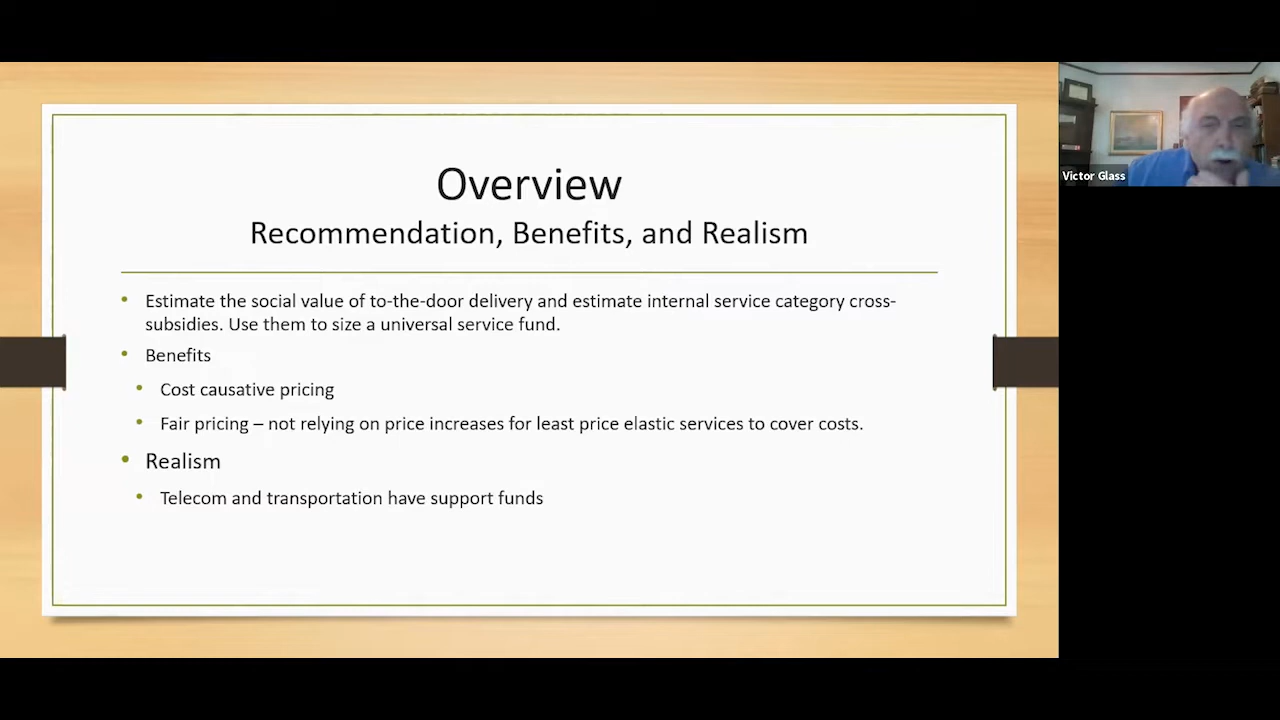 Overview
Recommendation, Benefits, and Realism
Estimate the social value of to-the-door delivery and estimate internal service category cross-
subsidies. Use them to size a universal service fund.
Benefits
Cost causative pricing
Fair pricing – not relying on price increases for least price elastic services to cover costs.
Realism
Telecom and transportation have support funds
Victor Glass